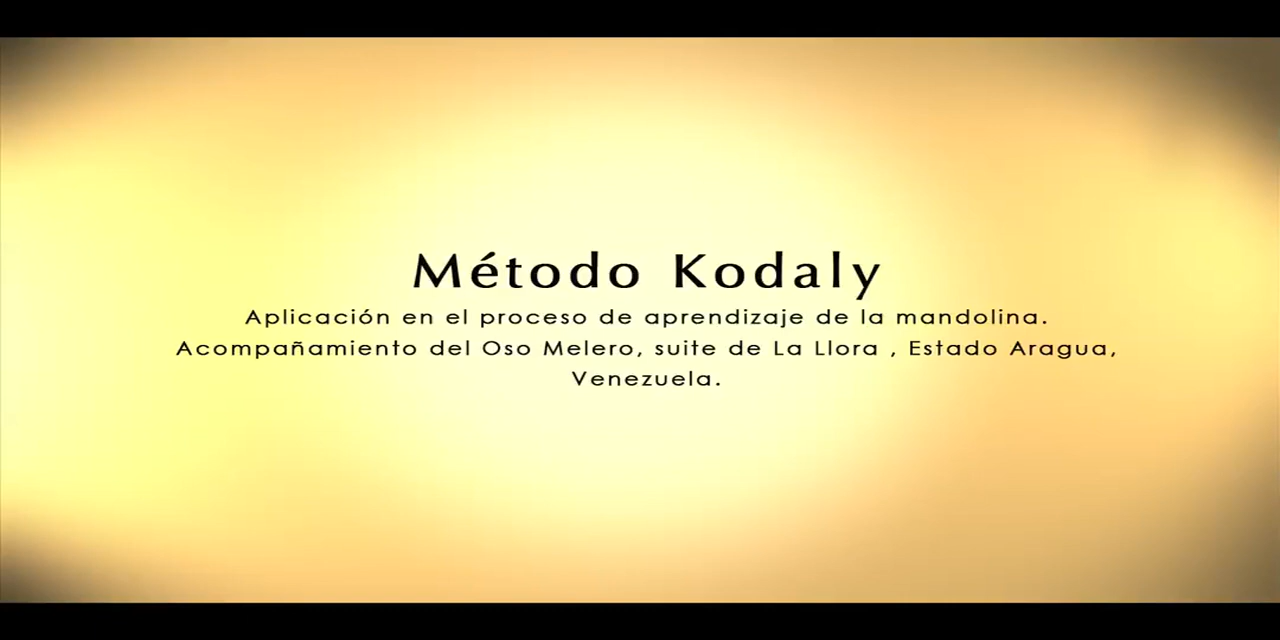 Método Kodaly
Aplicación en el proceso de aprendizaje de la mandolina.
Acompañamiento del Oso Melero, suite de La Llora , Estado Aragua,
Venezuela.